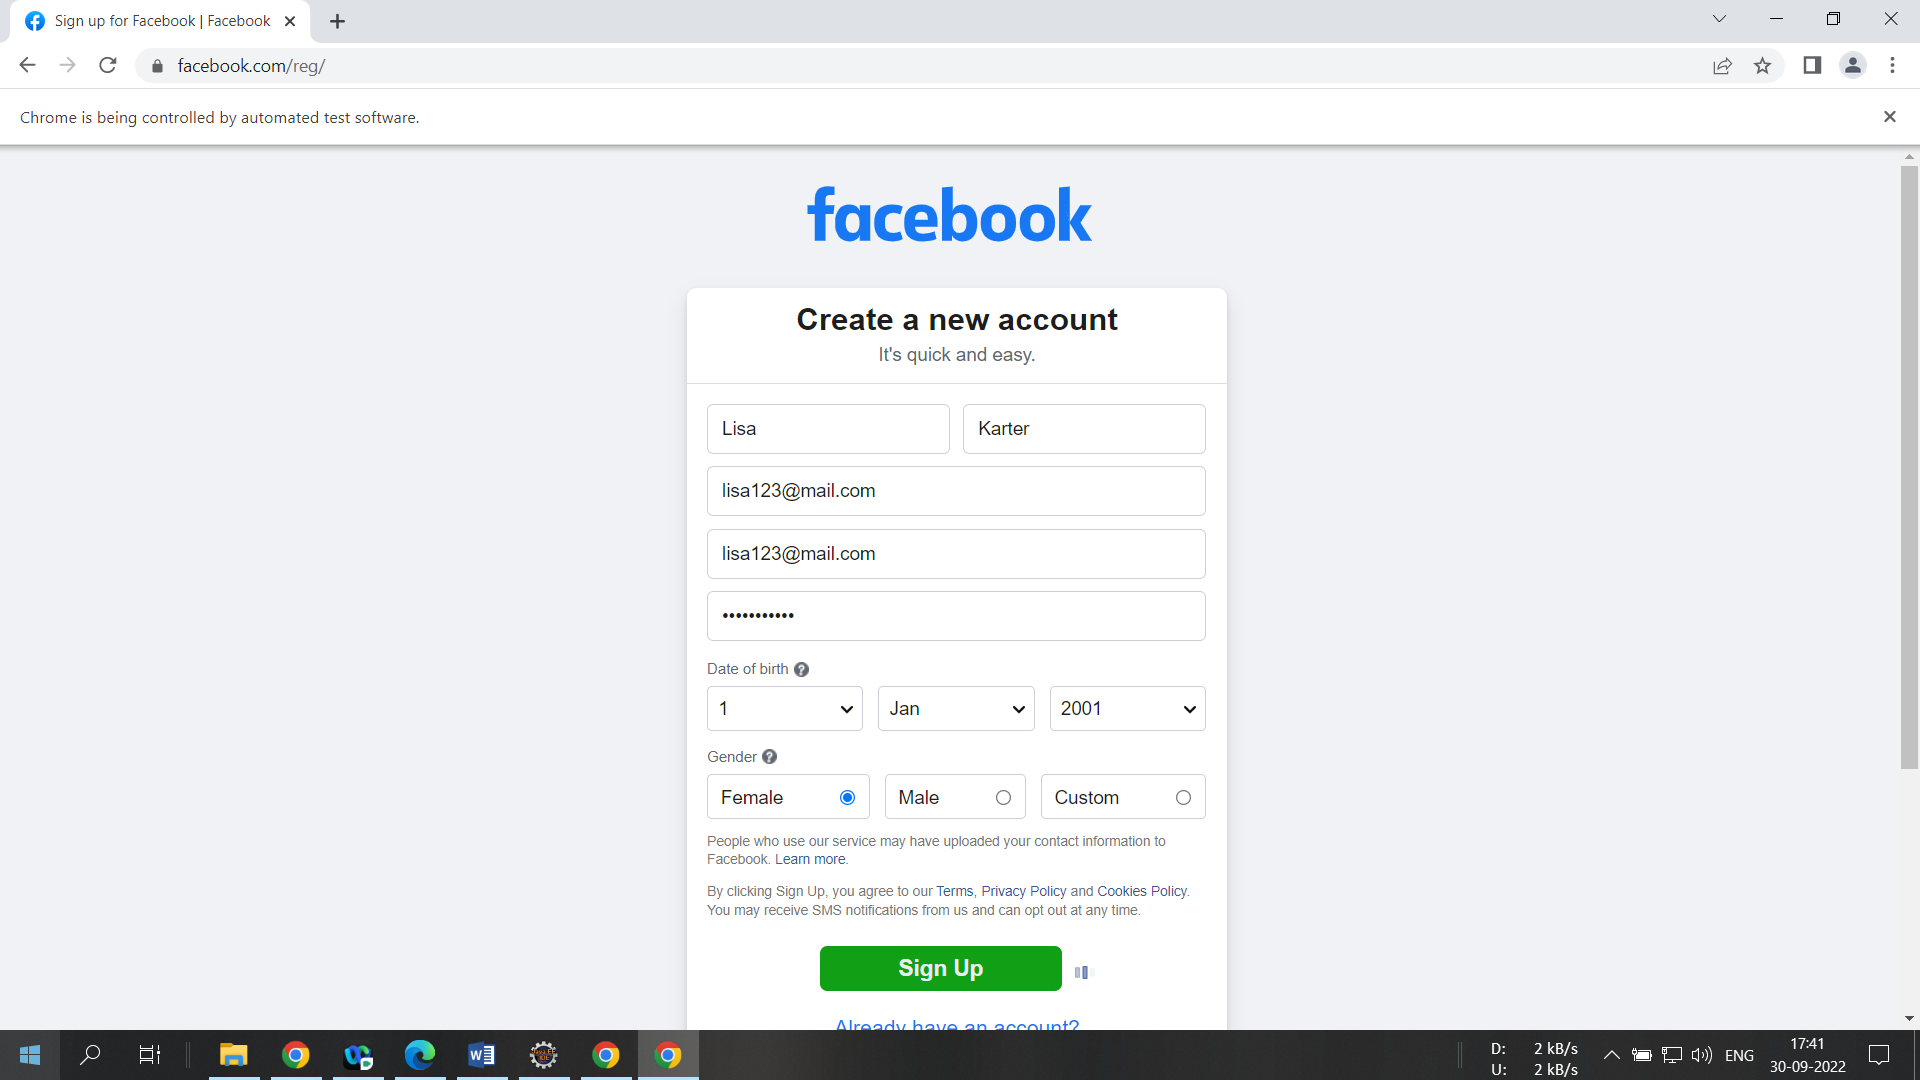 Sign up for Facebook | Facebook
facebook.com/reg/
Chrome is being controlled by automated test software.
facebook
Create a new account
It's quick and easy.
Lisa Karter
lisa123@mail.com
lisa123@mail.com
•••••••••••
Date of birth ?
1 Jan 2001
Gender ?
Female Male Custom
People who use our service may have uploaded your contact information to
Facebook. Learn more.
By clicking Sign Up, you agree to our Terms, Privacy Policy and Cookies Policy.
You may receive SMS notifications from us and can opt out at any time.
Sign Up
Already have an account?
D: 2 kB/s
U: 2 kB/s
ENG
17:41
30-09-2022